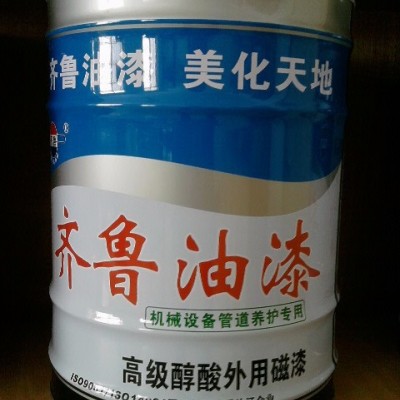 齐鲁油漆 美化天地
®
齐鲁油漆
机械设备管道养护专用
高级醇酸外用磁漆